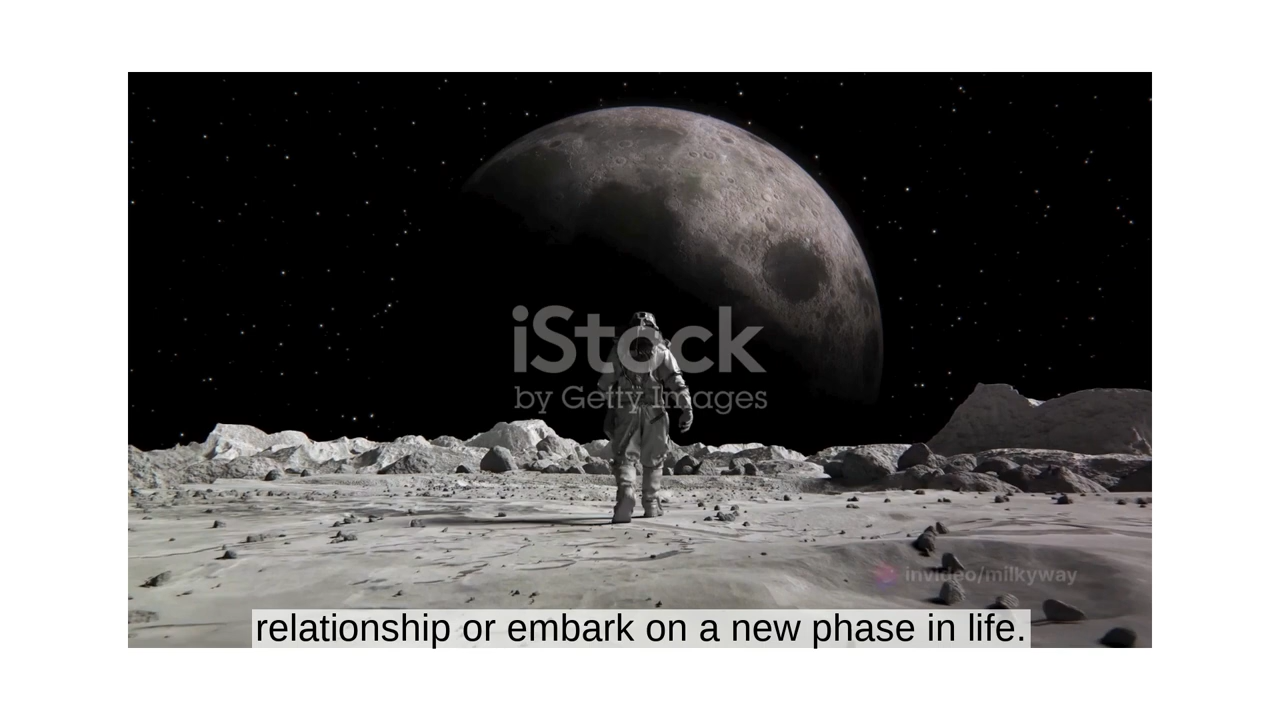 iStock
by Getty Images
invideo/milkyway
relationship or embark on a new phase in life.